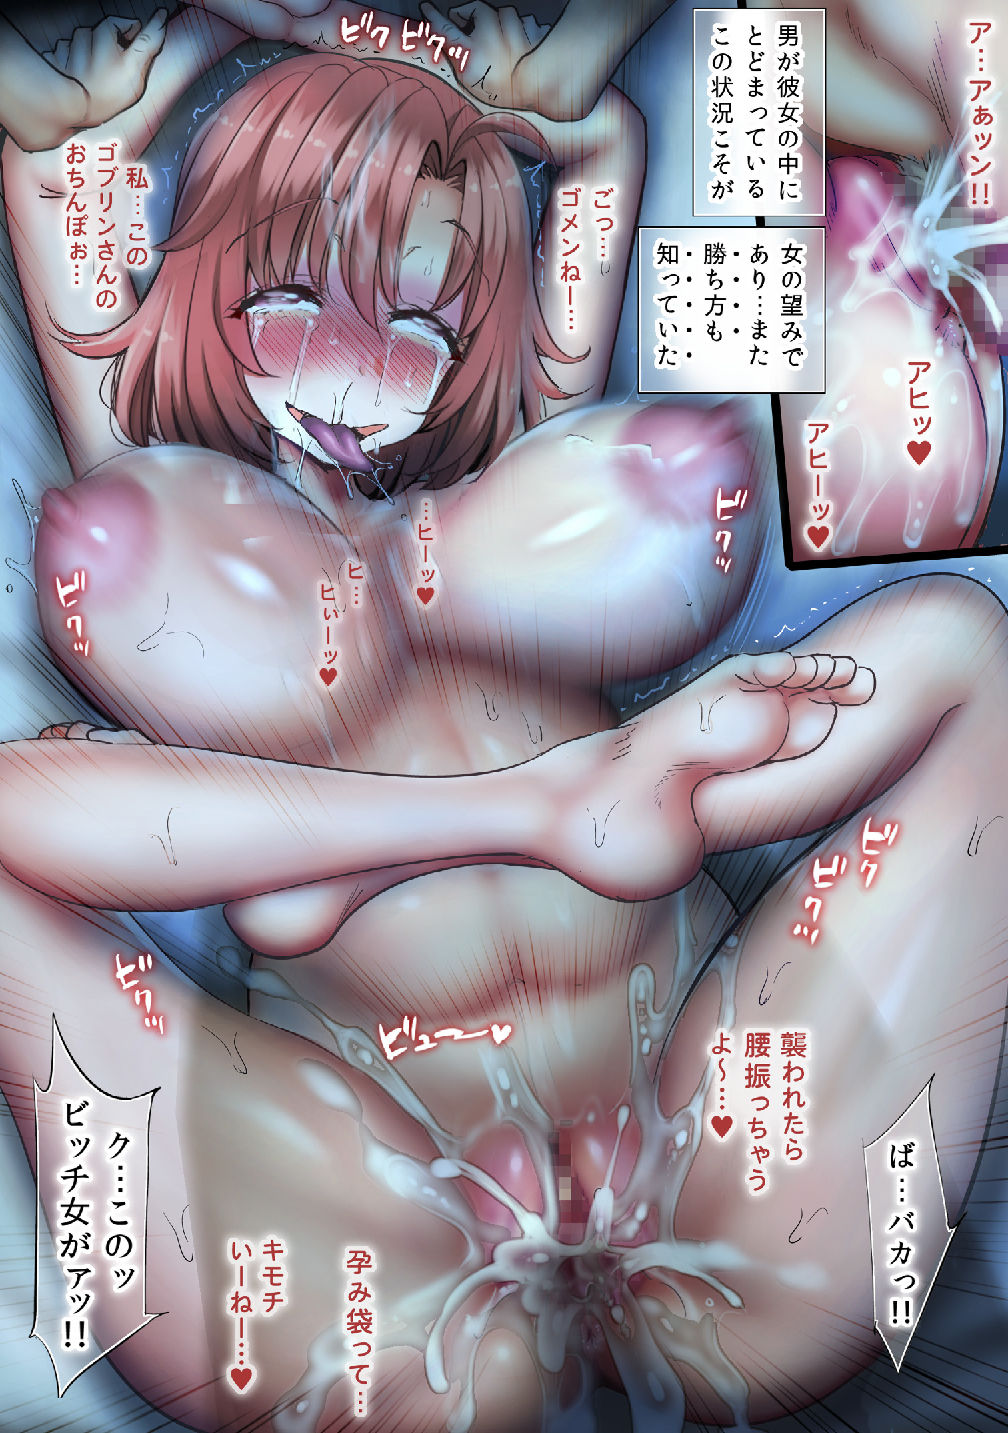 ア…アぁッン!!
男が彼女の中に
とどまっている
この状況こそが
女の望みで
あり…また
勝ち方も
知っていた
アヒッ♥
アヒーッ♥
ビクビクッ
ごっ…
ゴメンねー…
私…この
ゴブリンさんの
おちんぽぉ…
ビクッ
…ヒーッ♥
ヒ…
ヒぃーッ♥
ビクッ
ビクッ
ビクッ
ビクッ
ビュー♥
襲われたら
腰振っちゃう
よ～…♥
ば…バカっ!!
孕み袋って…
キモチ
いーねー…♥
ク…このッ
ビッチ女がァッ!!